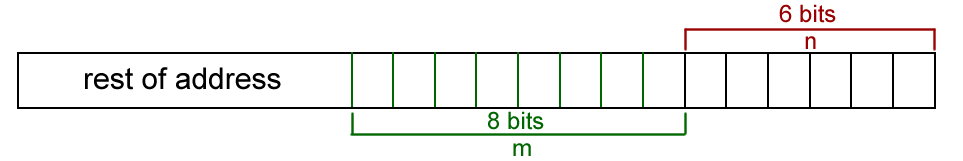 6 bits
n
rest of address
8 bits
m